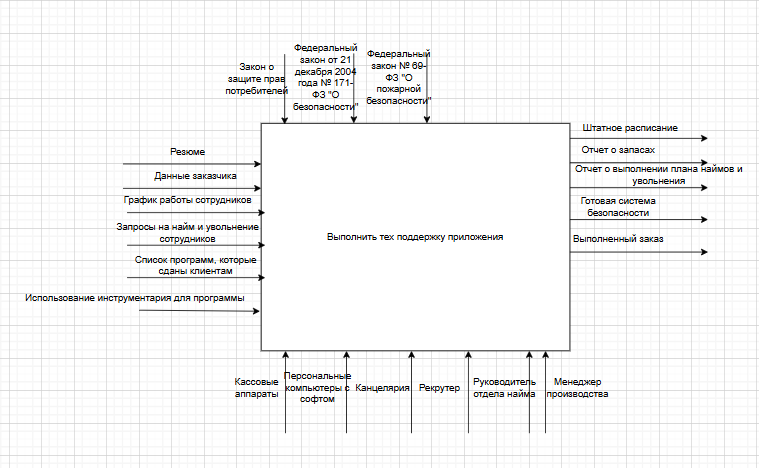 Закон о
защите прав
потребителей
Федеральный
закон от 21
декабря 2004
года № 171-
ФЗ "О
безопасности"
Федеральный
закон № 69-
ФЗ "О
пожарной
безопасности"
Резюме
Данные заказчика
График работы сотрудников
Запросы на найм и увольнение
сотрудников
Список программ, которые
сданы клиентам
Использование инструментария для программы
Выполнить тех поддержку приложения
Штатное расписание
Отчет о запасах
Отчет о выполнении плана наймов и
увольнения
Готовая система
безопасности
Выполненный заказ
Кассовые
аппараты
Персональные
компьютеры с
софтом
Канцелярия
Рекрутер
Руководитель
отдела найма
Менеджер
производства